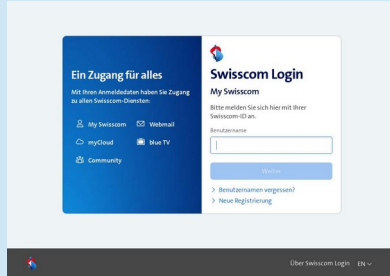 Ein Zugang für alles
Mit Ihren Anmeldedaten haben Sie Zugang
zu allen Swisscom-Diensten:
My Swisscom
Webmail
myCloud
blue TV
Community
Swisscom Login
My Swisscom
Bitte melden Sie sich hier mit Ihrer
Swisscom-ID an.
Benutzername
Weiter
> Benutzernamen vergessen?
> Neue Registrierung
Über Swisscom Login EN